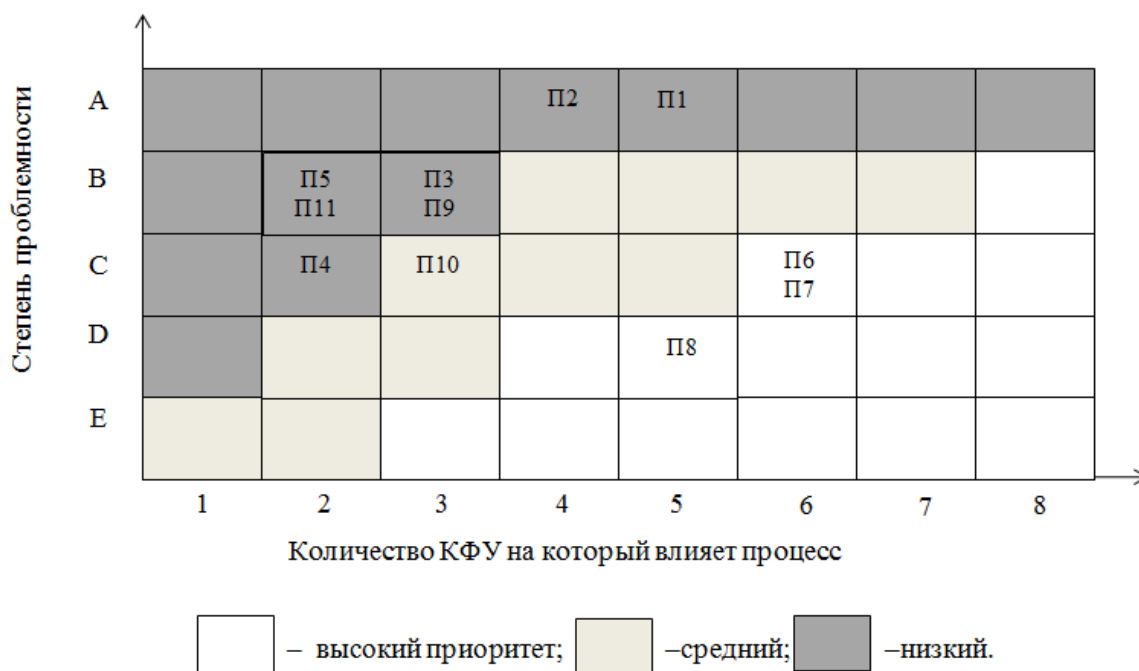 Степень проблемности
A
П2
П1
B
П5
П11
П3
П9
C
П4
П10
П6
П7
D
П8
E
1 2 3 4 5 6 7 8
Количество КФУ на который влияет процесс
– высокий приоритет; –средний; –низкий.